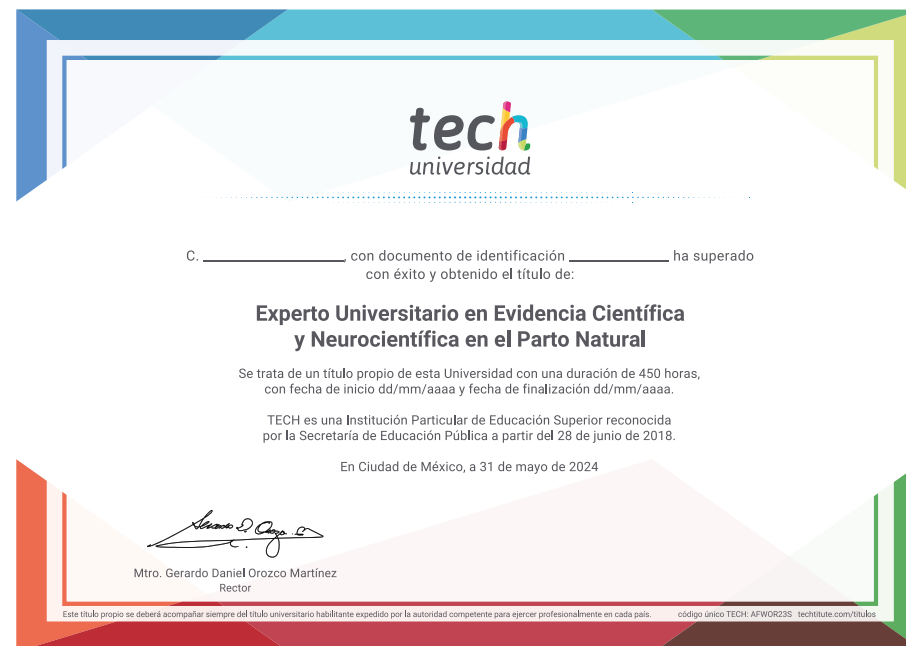 tech
universidad
C. ____________, con documento de identificación ____________ ha superado
con éxito y obtenido el título de:
Experto Universitario en Evidencia Científica
y Neurocientífica en el Parto Natural
Se trata de un título propio de esta Universidad con una duración de 450 horas,
con fecha de inicio dd/mm/aaaa y fecha de finalización dd/mm/aaaa.
TECH es una Institución Particular de Educación Superior reconocida
por la Secretaría de Educación Pública a partir del 28 de junio de 2018.
En Ciudad de México, a 31 de mayo de 2024
Mtro. Gerardo Daniel Orozco Martínez
Rector
Este título propio se deberá acompañar siempre del título universitario habilitante expedido por la autoridad competente para ejercer profesionalmente en cada país. código único TECH: AFWOR23S techtitute.com/titulos